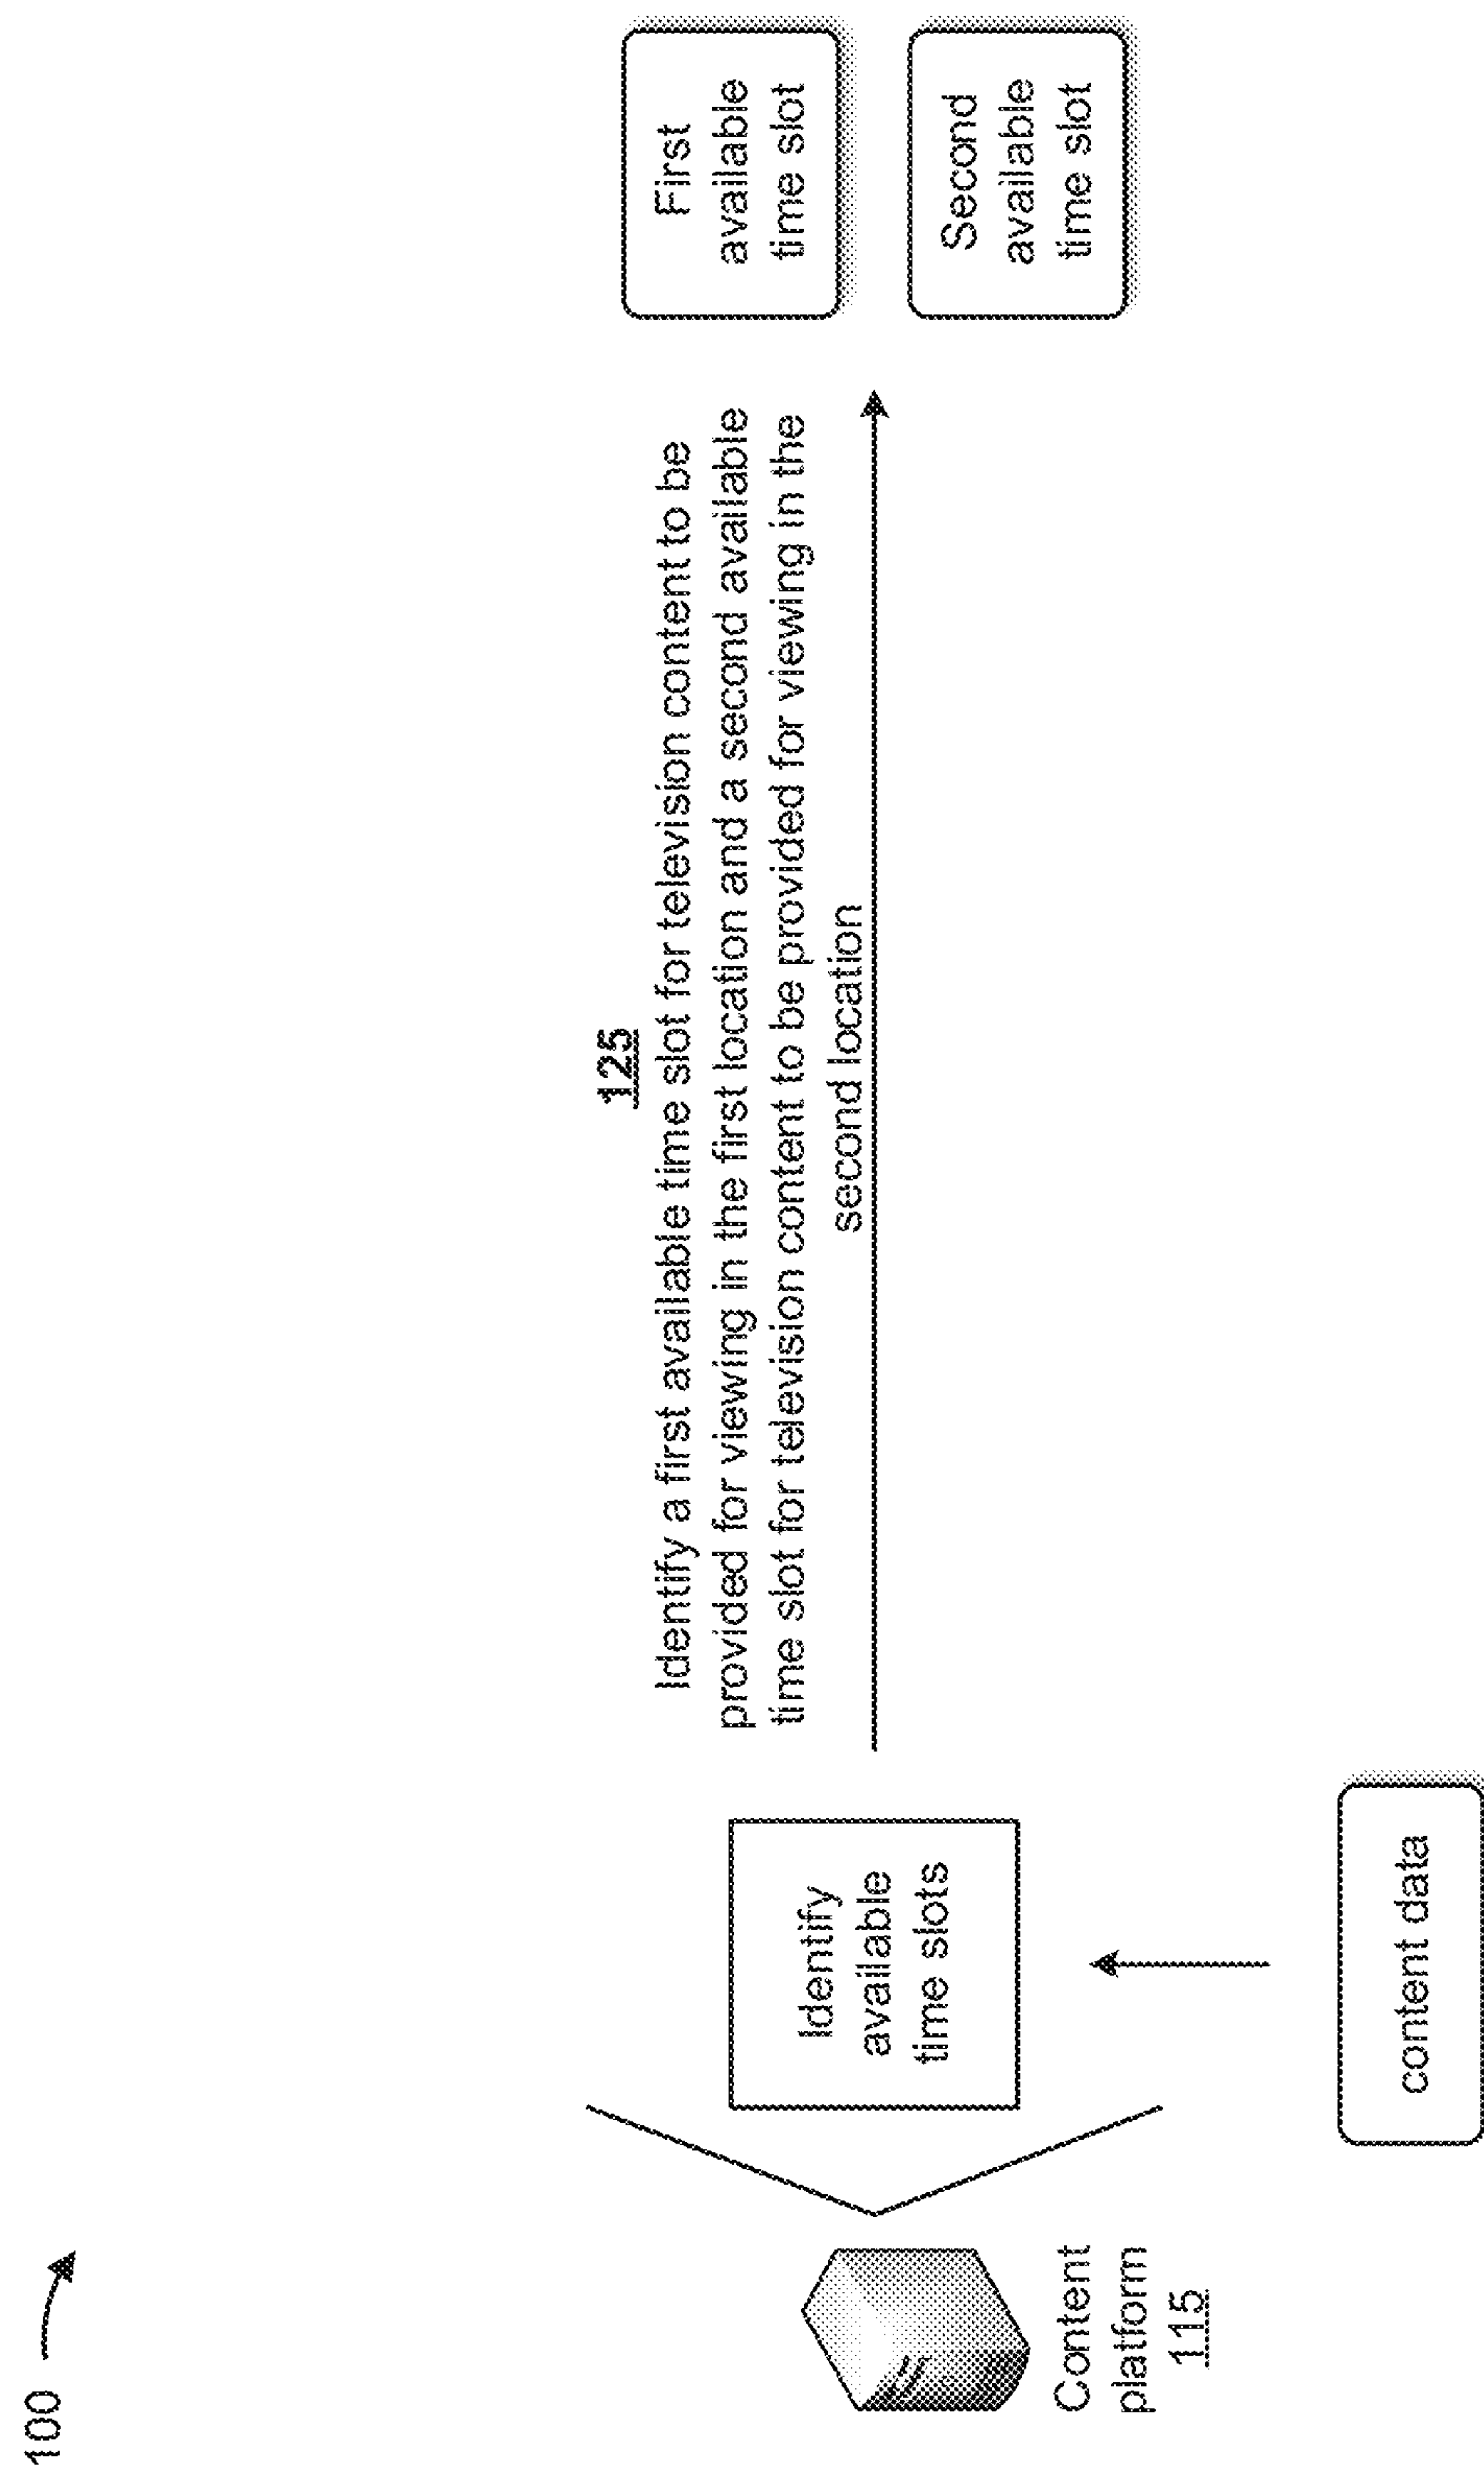 100
125
Identify a first available time slot for television content to be
provided for viewing in the first location and a second available
time slot for television content to be provided for viewing in the
second location
First
available
time slot
Second
available
time slot
Identify
available
time slots
Content
platform
115
content data